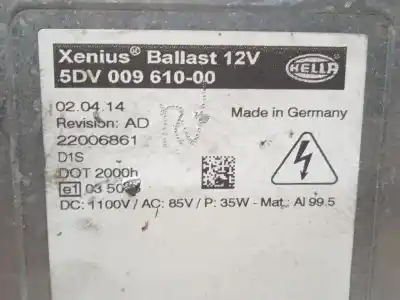 Xenius® Ballast 12V
5DV 009 610-00
HELLA
02.04.14
Made in Germany
Revision: AD
22006861
D1S
DOT 2000h
e1 03 50
DC: 1100V / AC: 85V / P: 35W - Mat.: Al 99.5